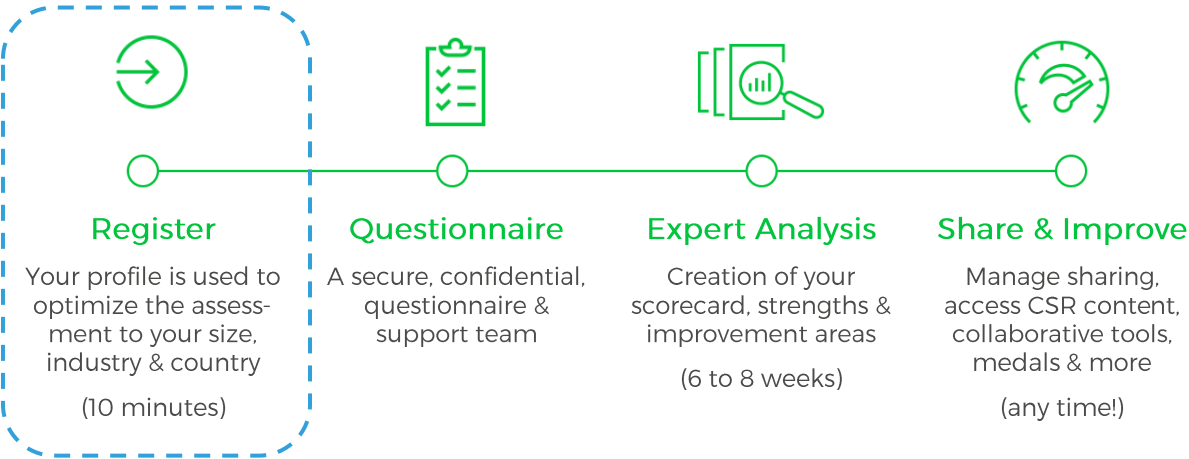 Register
Your profile is used to
optimize the assess-
ment to your size,
industry & country
(10 minutes)
Questionnaire
A secure, confidential,
questionnaire &
support team
Expert Analysis
Creation of your
scorecard, strengths &
improvement areas
(6 to 8 weeks)
Share & Improve
Manage sharing,
access CSR content,
collaborative tools,
medals & more
(any time!)